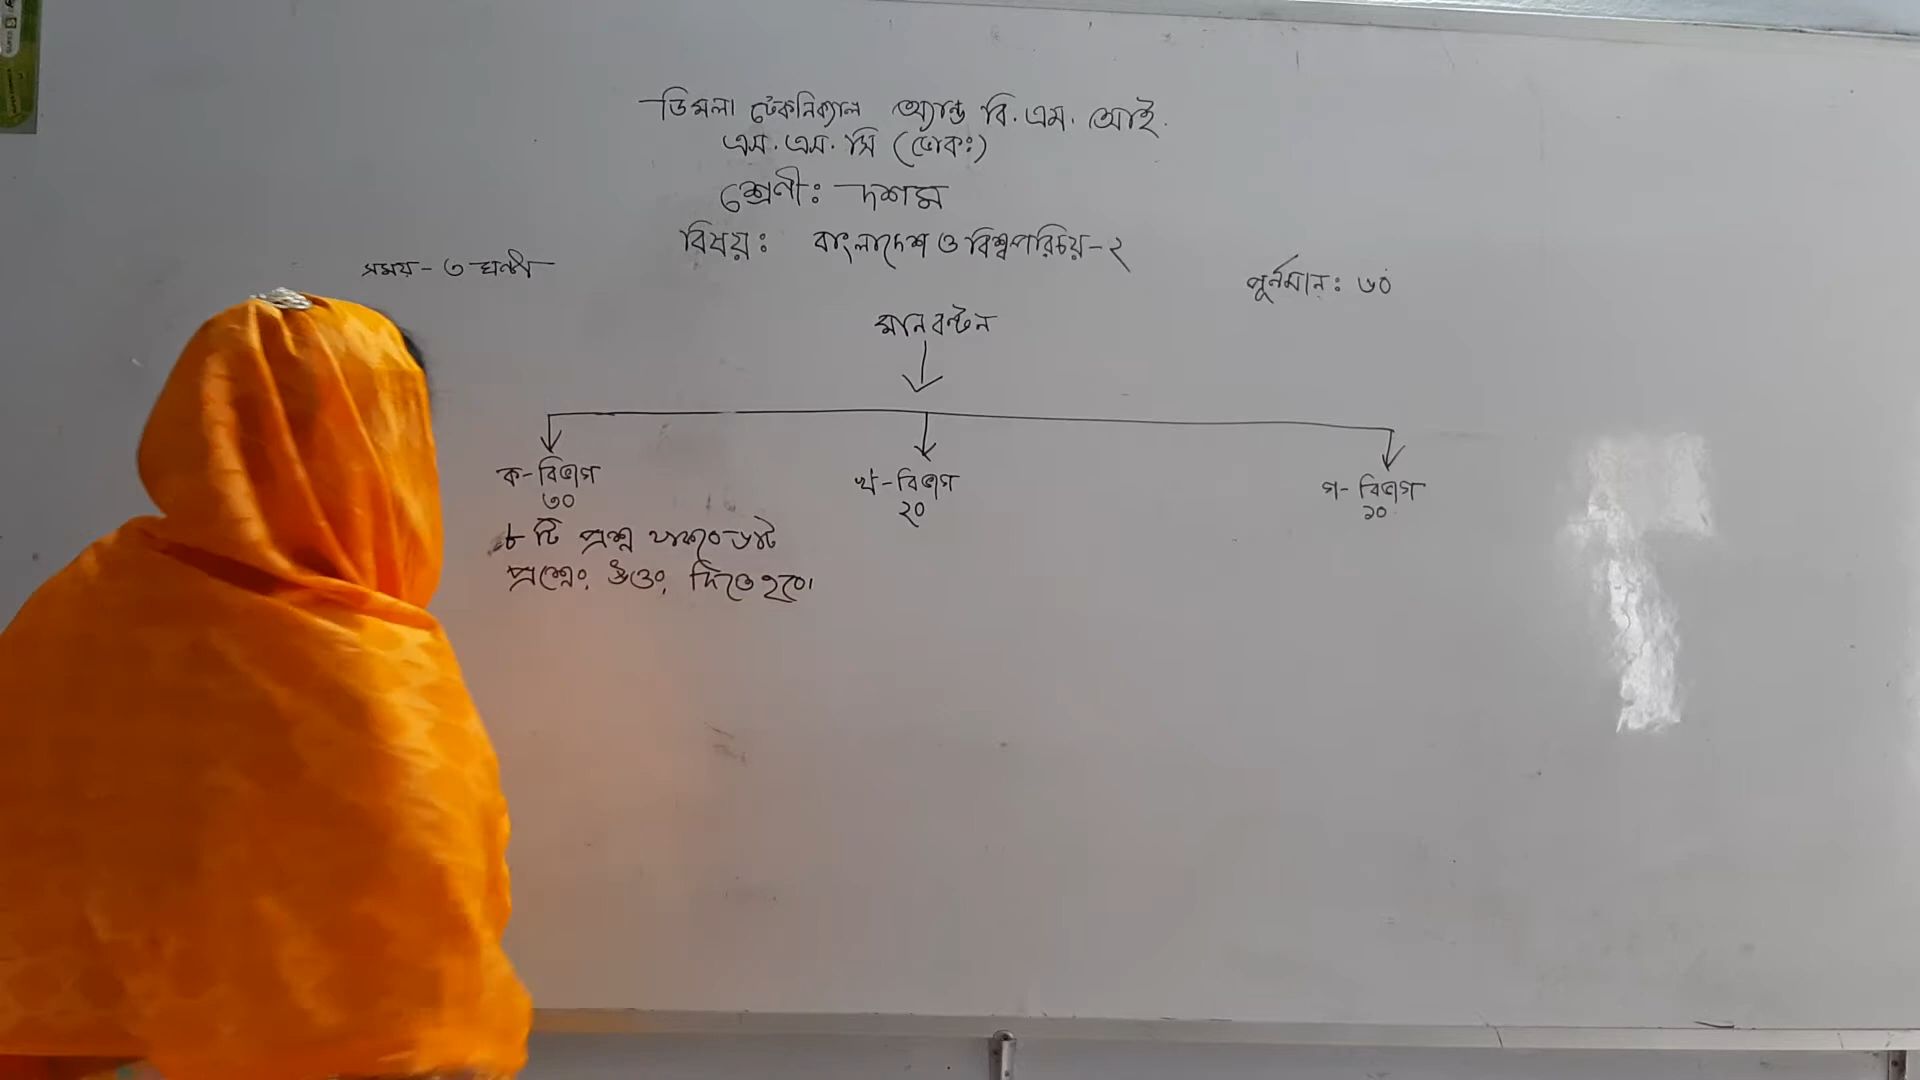 ডিমলা টেকনিক্যাল অ্যান্ড বি.এম. আই.
এস.এস. সি (ভোকঃ)
শ্রেণীঃ দশম
বিষয়ঃ বাংলাদেশ ও বিশ্বপরিচয়-২
সময়- ৩ ঘন্টা
পূর্নমানঃ ৬০
মানবন্টন
ক-বিভাগ
৩০
খ-বিভাগ
২০
গ- বিভাগ
১০
৮ টি প্রশ্ন থাকবে ৬টি
প্রশ্নের উত্তর দিতে হবে।